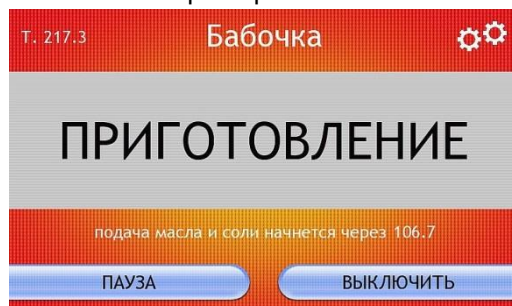 Т. 217.3 Бабочка
ПРИГОТОВЛЕНИЕ
подача масла и соли начнется через 106.7
ПАУЗА ВЫКЛЮЧИТЬ